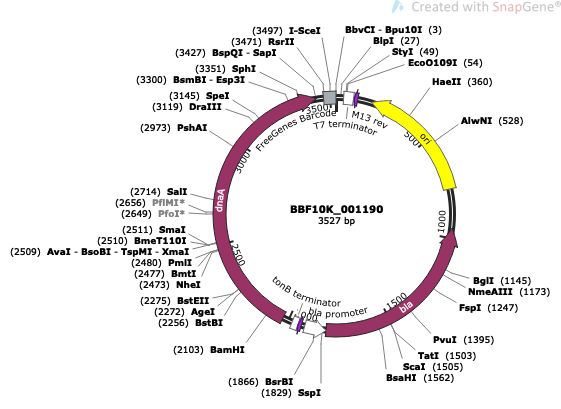 Created with SnapGene®
(3497) I-SceI
(3471) RsrII
(3427) BspQI - SapI
(3351) SphI
(3300) BsmBI - Esp3I
(3145) SpeI
(3119) DraIII
(2973) PshAI
(2714) SalI
(2656) PflMI*
(2649) PfoI*
(2511) SmaI
(2510) BmeT110I
(2509) AvaI - BsoBI - TspMI - XmaI
(2480) PmlI
(2477) BmtI
(2473) NheI
(2275) BstEII
(2272) AgeI
(2256) BstBI
(2103) BamHI
(1866) BsrBI
(1829) SspI
BbvCI - Bpu10I (3)
BlpI (27)
StyI (49)
EcoO109I (54)
HaeII (360)
AlwNI (528)
BglI (1145)
NmeAIII (1173)
FspI (1247)
PvuI (1395)
TatI (1503)
ScaI (1505)
BsaHI (1562)
FreeGenes Barcode
T7 terminator
M13 rev
ori
dnaA
bla
tonB terminator
bla promoter
500
1000
1500
2500
3000
3500
BBF10K_001190
3527 bp